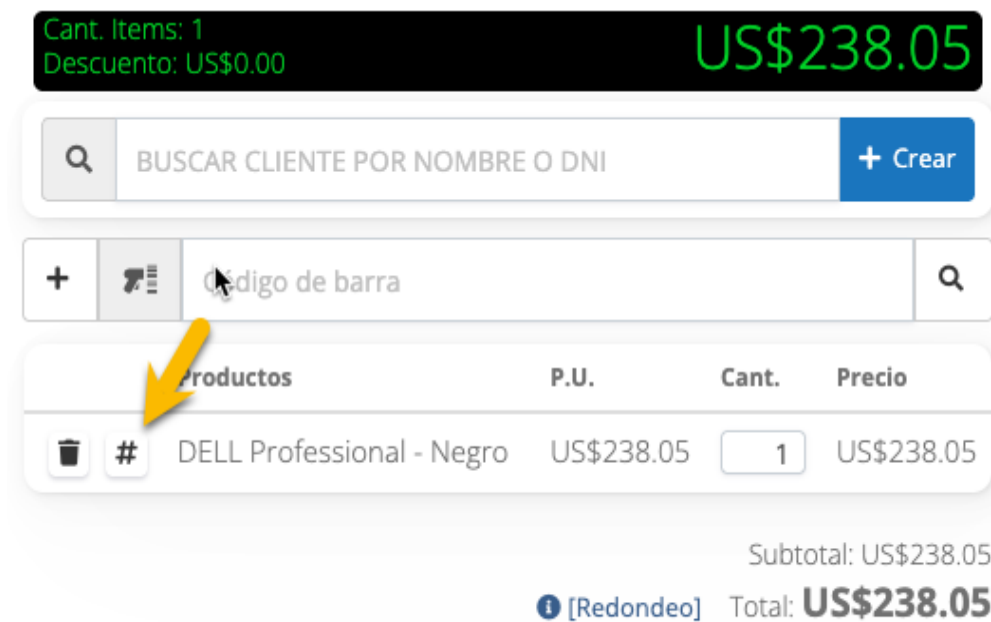 Cant. Items: 1
US$238.05
Descuento: US$0.00
BUSCAR CLIENTE POR NOMBRE O DNI
+ Crear
Código de barra
Productos P.U. Cant. Precio
# DELL Professional - Negro US$238.05 1 US$238.05
Subtotal: US$238.05
[Redondeo] Total: US$238.05